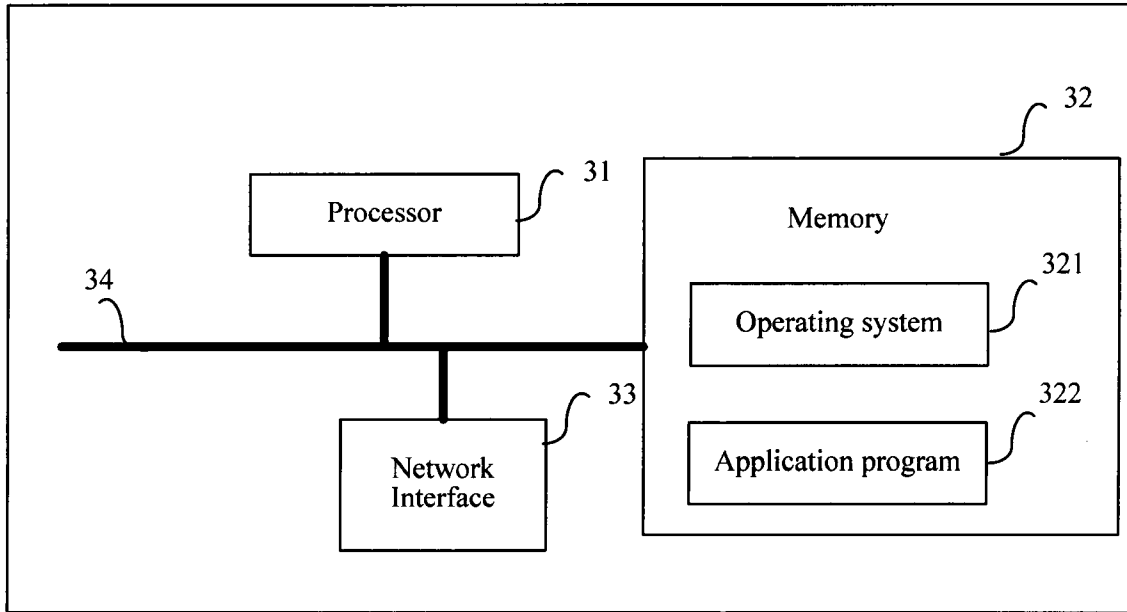 32
31
Processor
Memory
34
321
Operating system
33
322
Network
Interface
Application program